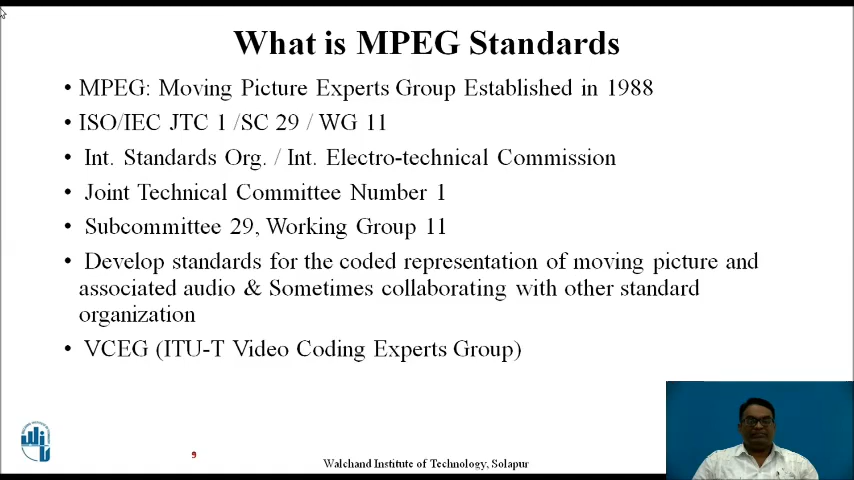 What is MPEG Standards
• MPEG: Moving Picture Experts Group Established in 1988
• ISO/IEC JTC 1 /SC 29 / WG 11
• Int. Standards Org. / Int. Electro-technical Commission
• Joint Technical Committee Number 1
• Subcommittee 29, Working Group 11
• Develop standards for the coded representation of moving picture and
associated audio & Sometimes collaborating with other standard
organization
• VCEG (ITU-T Video Coding Experts Group)
9
Walchand Institute of Technology, Solapur